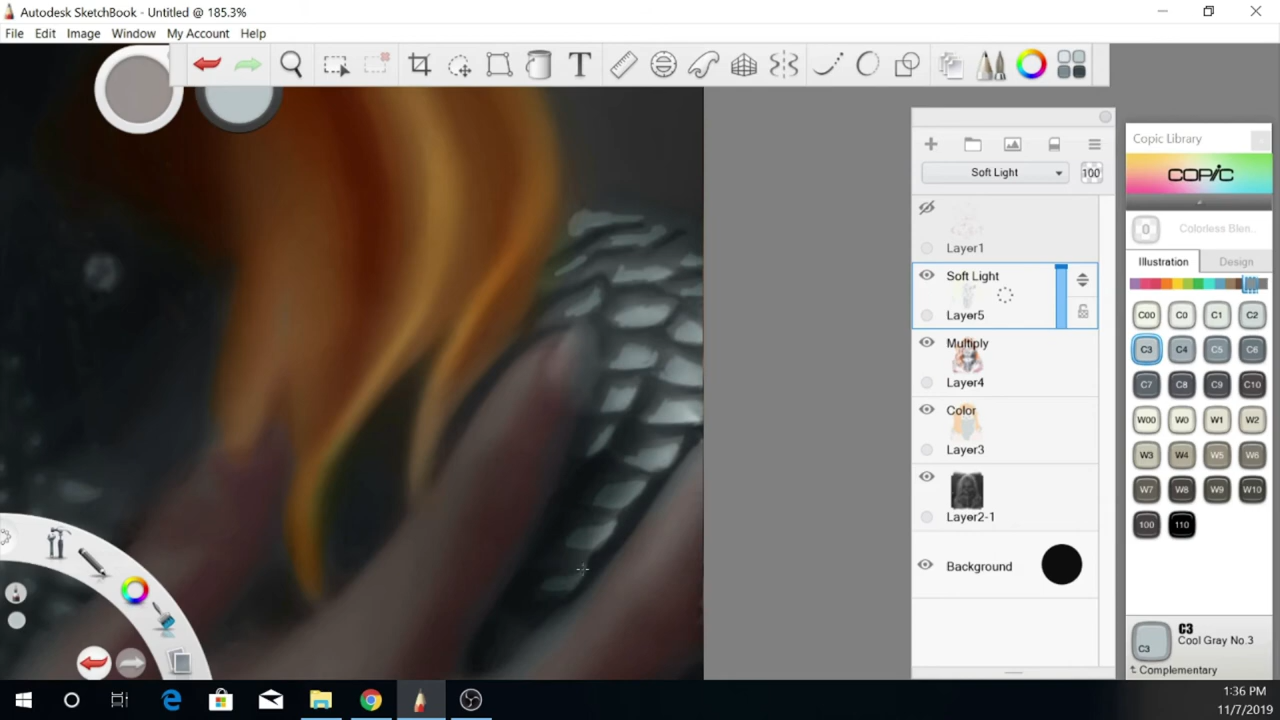 Autodesk SketchBook - Untitled @ 185.3%
File Edit Image Window My Account Help
T
Copic Library
COPIC
Soft Light 100
0 Colorless Blen..
Layer1
Illustration Design
Soft Light
Layer5
Multiply
Layer4
Color
Layer3
Layer2-1
Background
C00 C0 C1 C2
C3 C4 C5 C6
C7 C8 C9 C10
W00 W0 W1 W2
W3 W4 W5 W6
W7 W8 W9 W10
100 110
C3
C3 Cool Gray No.3
Complementary
1:36 PM
11/7/2019